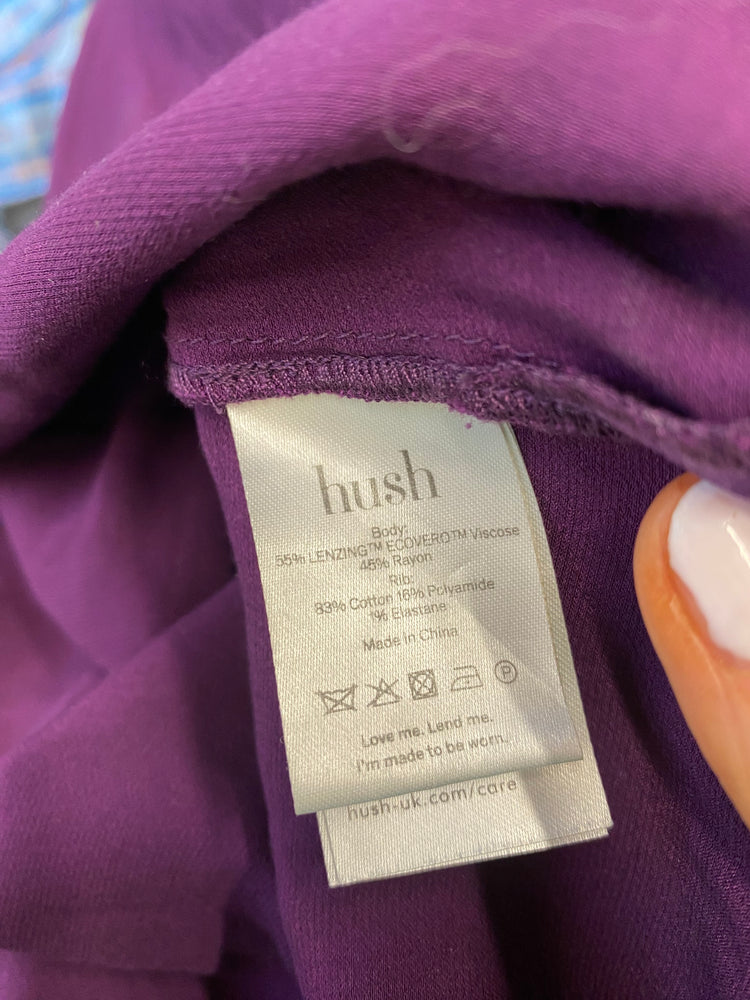 hush
Body:
55% LENZING™ ECOVERO™ Viscose
45% Rayon
Rib:
83% Cotton 16% Polyamide
1% Elastane
Made in China
P
Love me. Lend me.
I'm made to be worn.
hush-uk.com/care